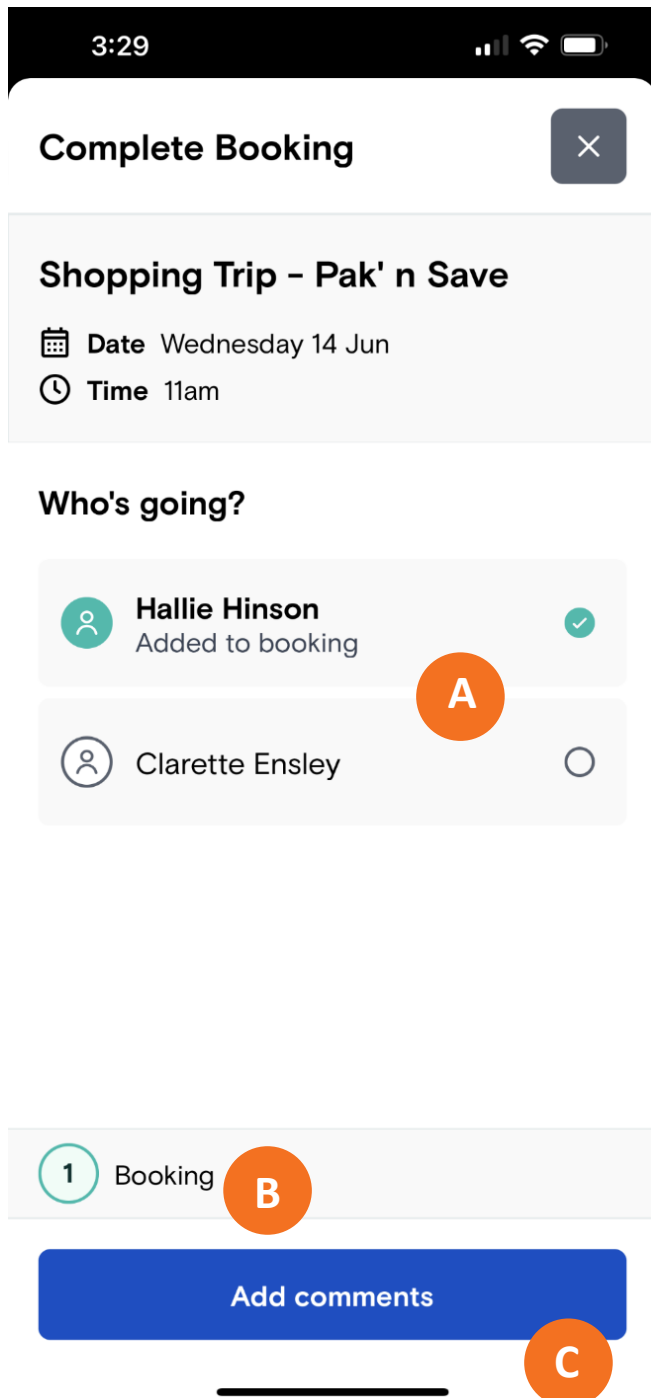 3:29
Complete Booking
Shopping Trip - Pak' n Save
Date Wednesday 14 Jun
Time 11am
Who's going?
Hallie Hinson
Added to booking
A
Clarette Ensley
1 Booking
B
Add comments
C